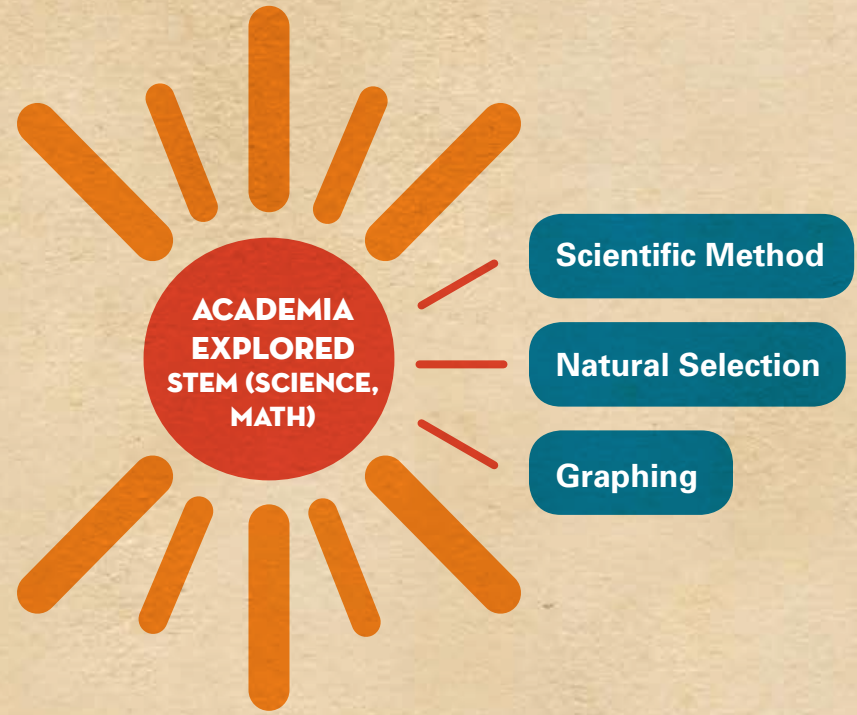 ACADEMIA
EXPLORED
STEM (SCIENCE,
MATH)
Scientific Method
Natural Selection
Graphing